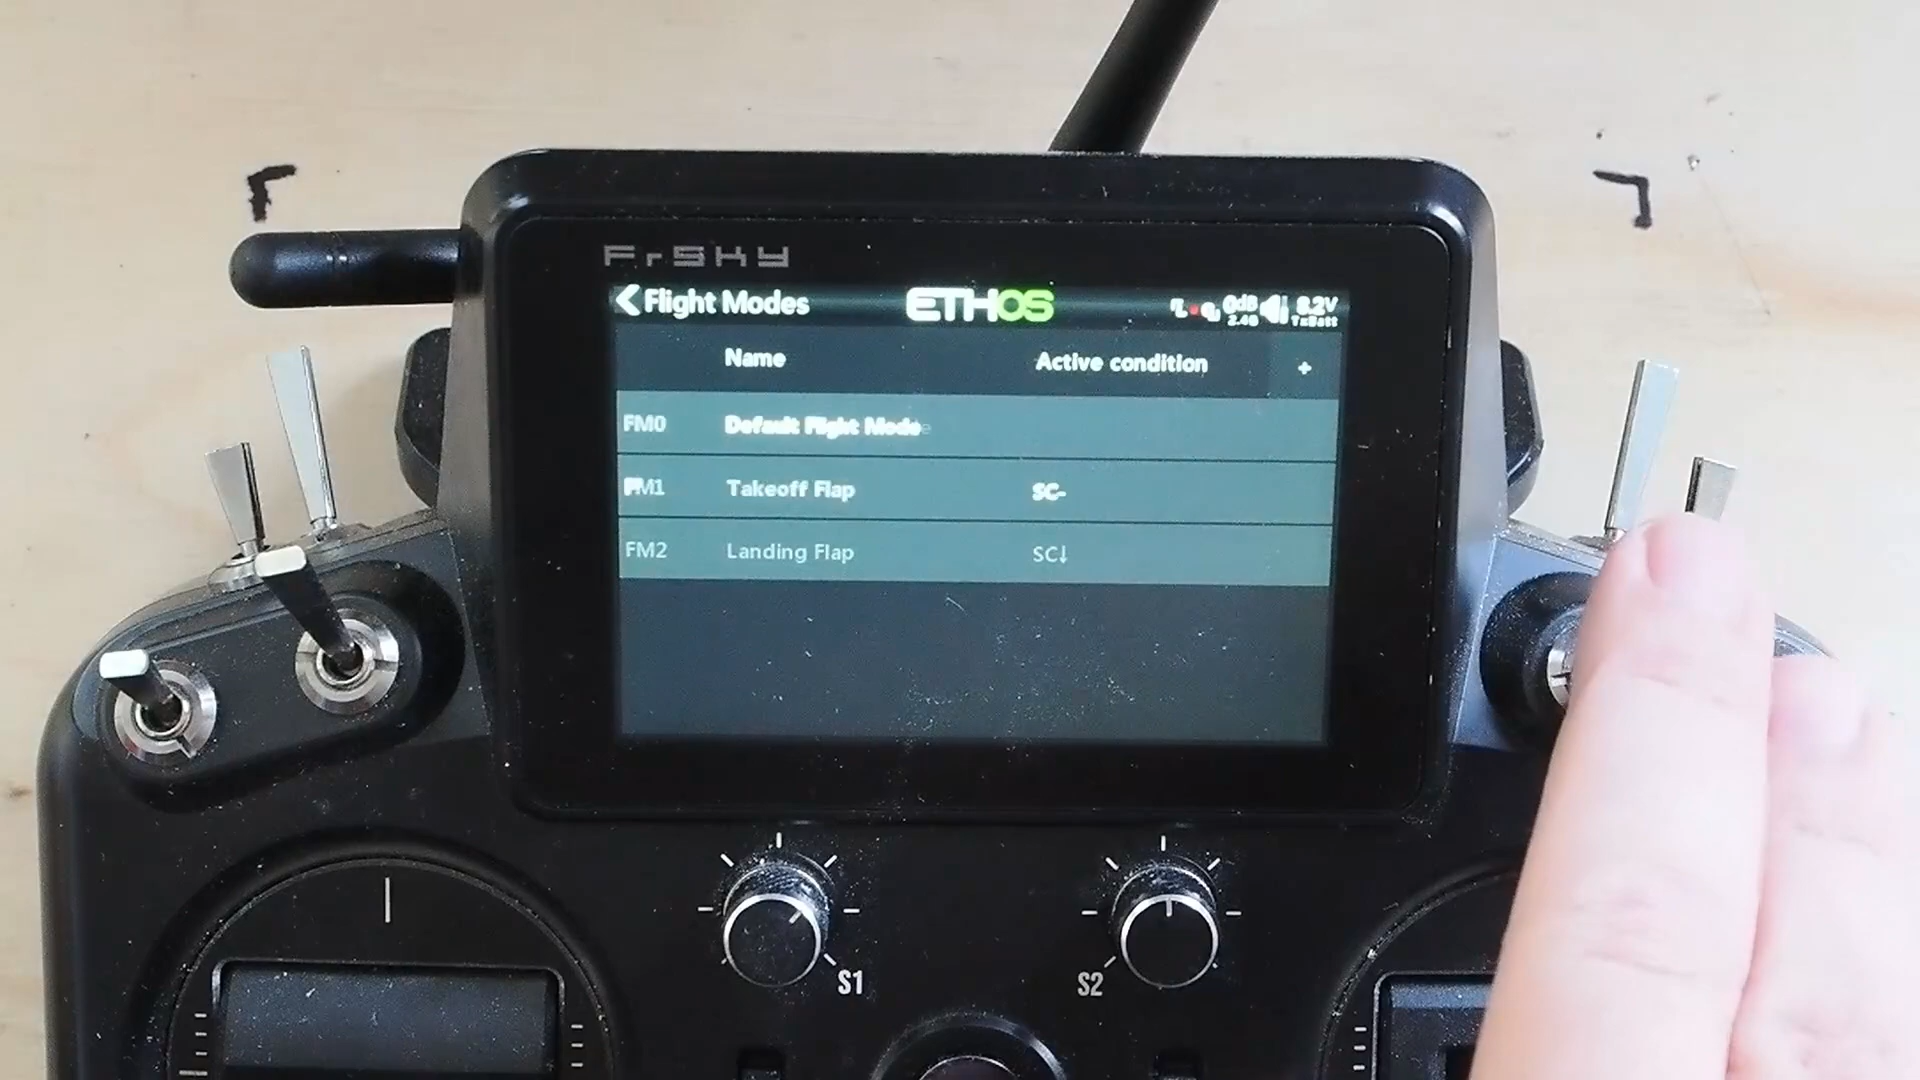 FrSKY
Flight Modes ETHOS 0dB 2.4G 8.2V TxBatt
Name Active condition +
FM0 Default Flight Mode
FM1 Takeoff Flap SC-
FM2 Landing Flap SC↓
S1 S2